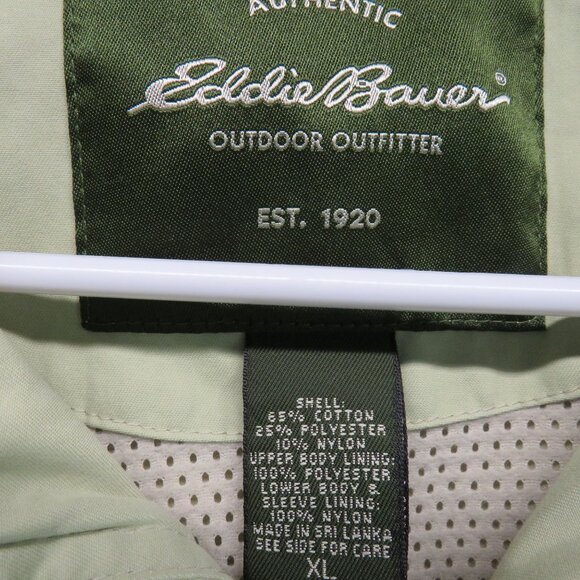 AUTHENTIC
Eddie Bauer®
OUTDOOR OUTFITTER
EST. 1920
SHELL:
65% COTTON
25% POLYESTER
10% NYLON
UPPER BODY LINING:
100% POLYESTER
LOWER BODY &
SLEEVE LINING:
100% NYLON
MADE IN SRI LANKA
SEE SIDE FOR CARE
XL